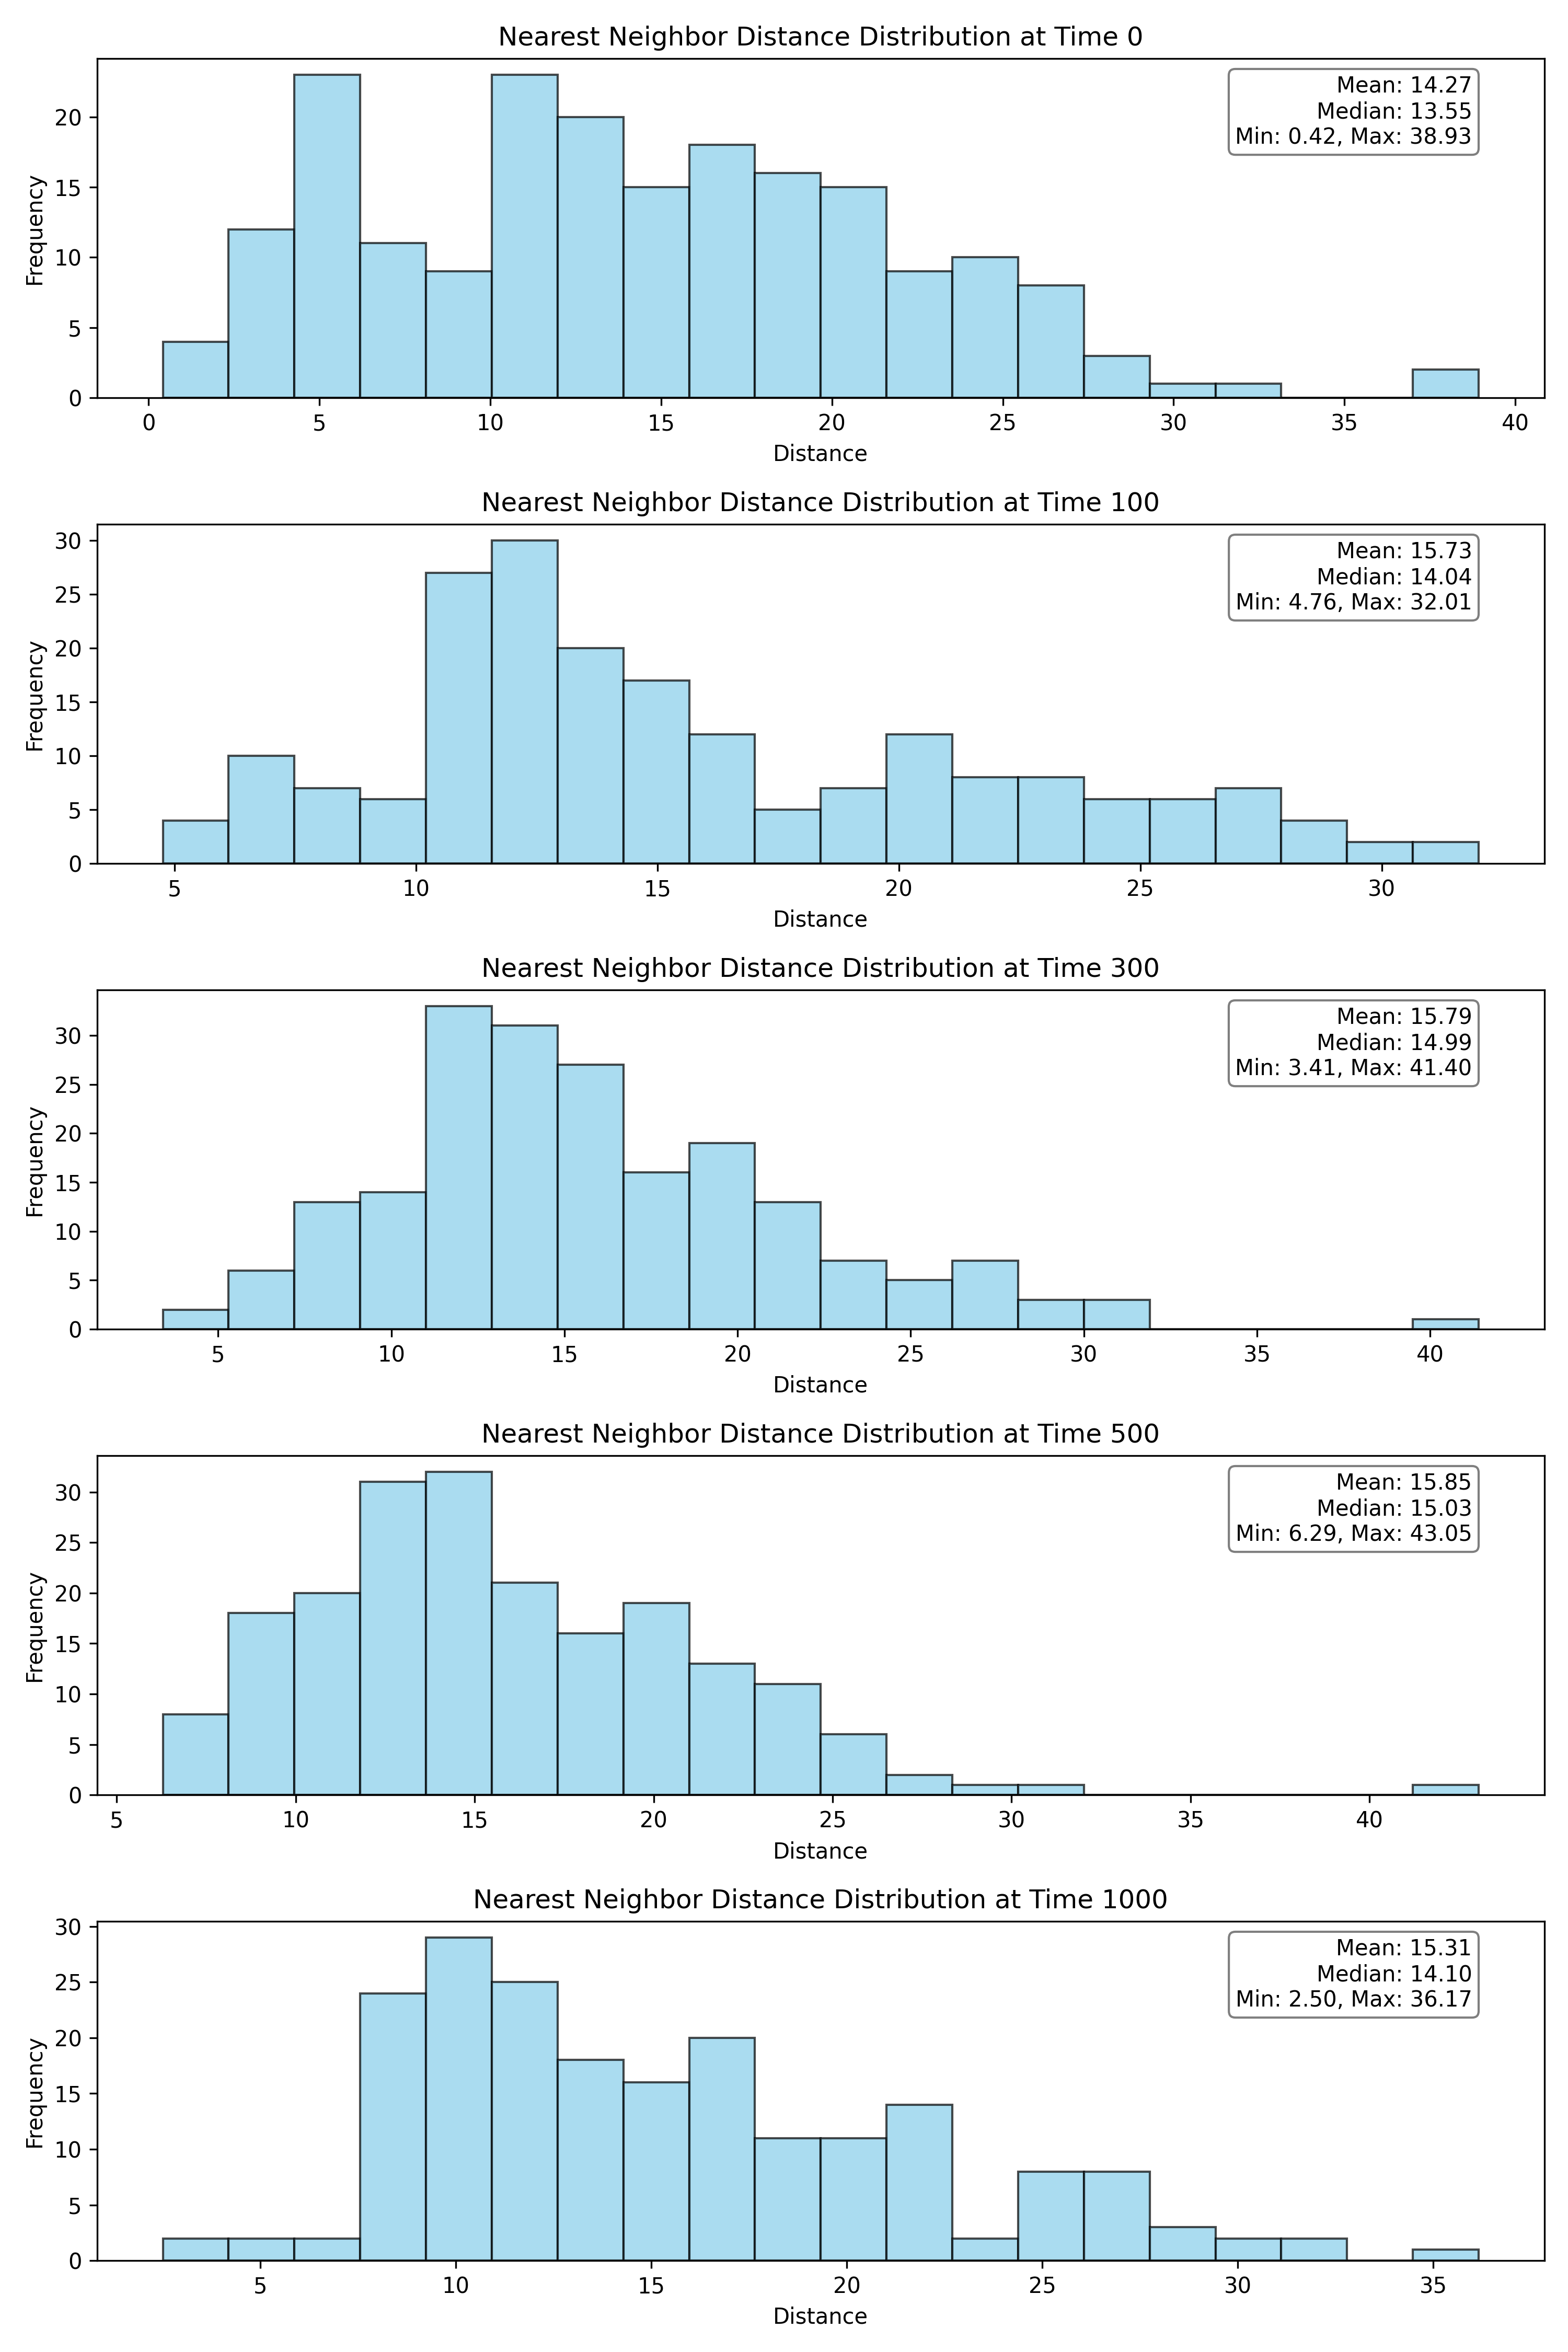 Nearest Neighbor Distance Distribution at Time 0
Mean: 14.27
Median: 13.55
Min: 0.42, Max: 38.93
Frequency
20
15
10
5
0
0 5 10 15 20 25 30 35 40
Distance
Nearest Neighbor Distance Distribution at Time 100
Mean: 15.73
Median: 14.04
Min: 4.76, Max: 32.01
Frequency
30
25
20
15
10
5
0
5 10 15 20 25 30
Distance
Nearest Neighbor Distance Distribution at Time 300
Mean: 15.79
Median: 14.99
Min: 3.41, Max: 41.40
Frequency
30
25
20
15
10
5
0
5 10 15 20 25 30 35 40
Distance
Nearest Neighbor Distance Distribution at Time 500
Mean: 15.85
Median: 15.03
Min: 6.29, Max: 43.05
Frequency
30
25
20
15
10
5
0
5 10 15 20 25 30 35 40
Distance
Nearest Neighbor Distance Distribution at Time 1000
Mean: 15.31
Median: 14.10
Min: 2.50, Max: 36.17
Frequency
30
25
20
15
10
5
0
5 10 15 20 25 30 35
Distance